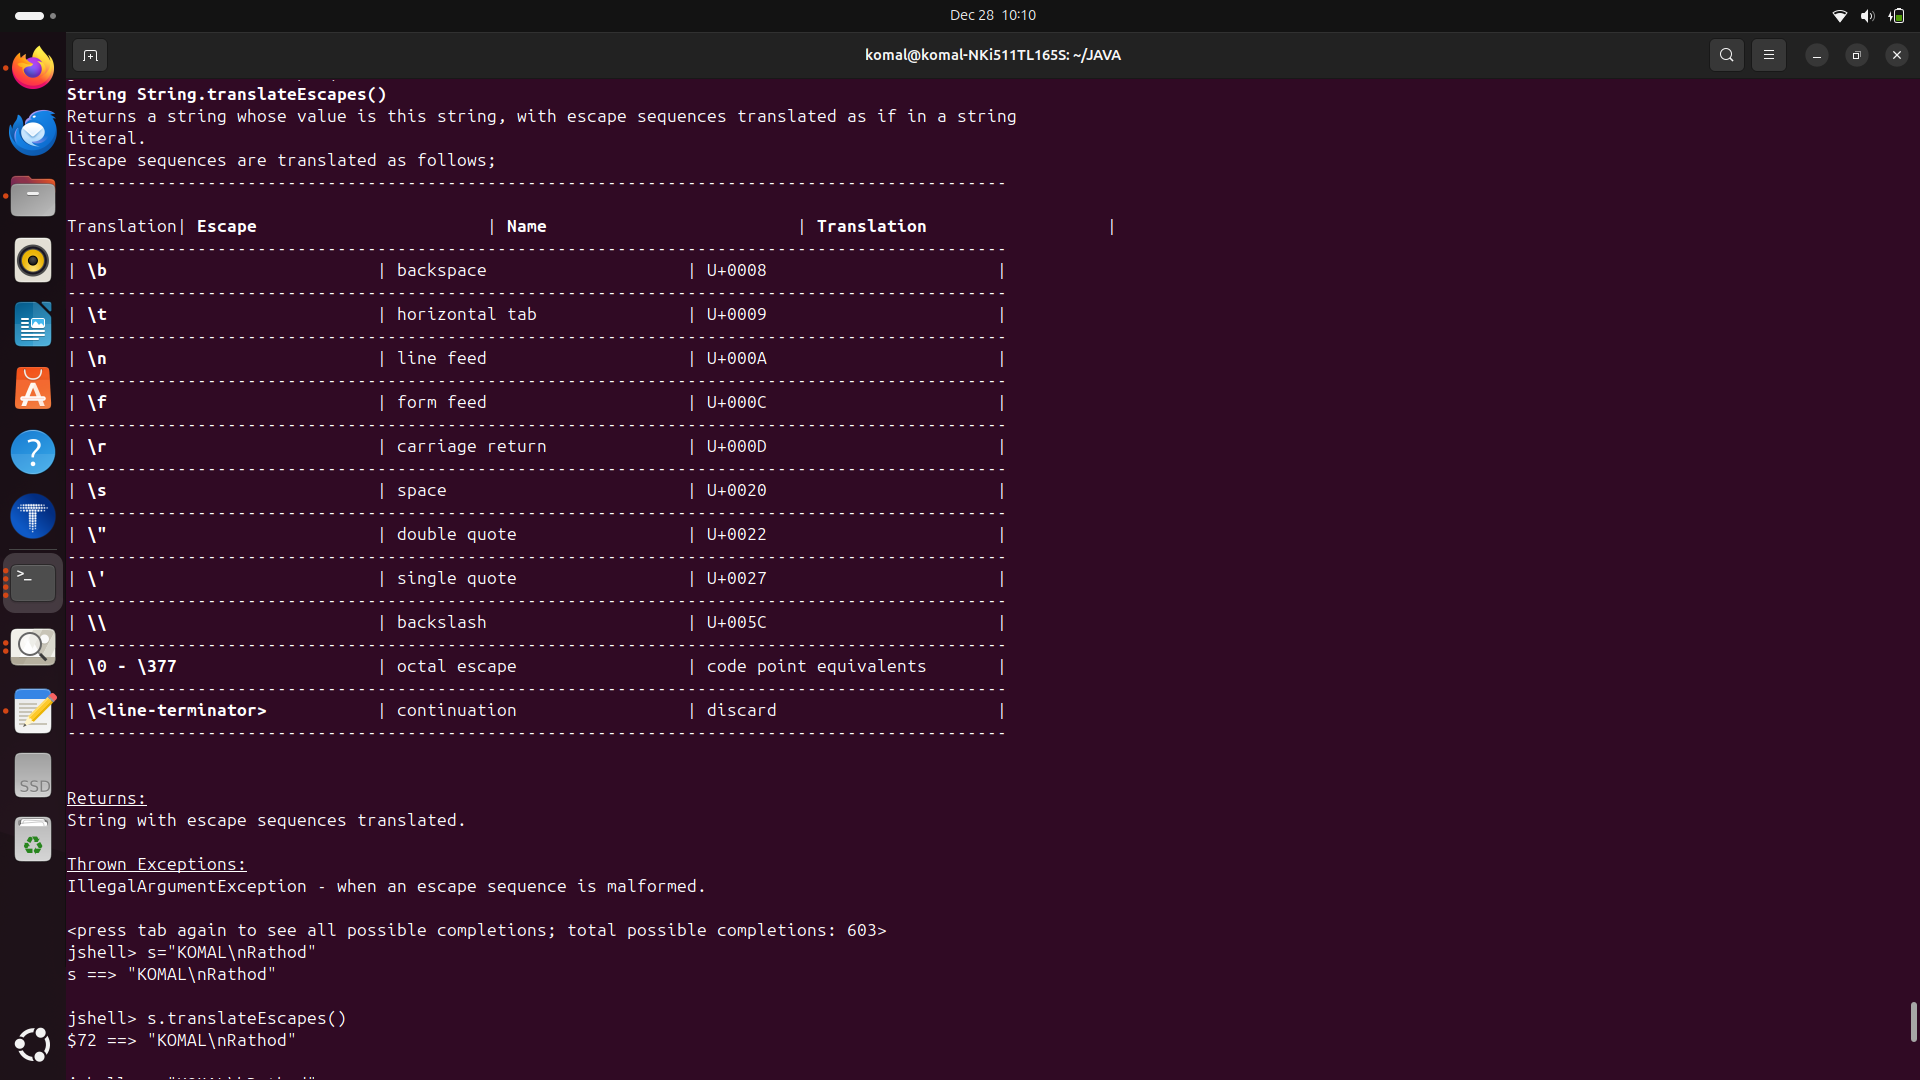 Dec 28 10:10
komal@komal-NKi511TL165S: ~/JAVA
String String.translateEscapes()
Returns a string whose value is this string, with escape sequences translated as if in a string
literal.
Escape sequences are translated as follows;
----------------------------------------------------------------------------------------------
Translation| Escape | Name | Translation |
----------------------------------------------------------------------------------------------
| \b | backspace | U+0008 |
----------------------------------------------------------------------------------------------
| \t | horizontal tab | U+0009 |
----------------------------------------------------------------------------------------------
| \n | line feed | U+000A |
----------------------------------------------------------------------------------------------
| \f | form feed | U+000C |
----------------------------------------------------------------------------------------------
| \r | carriage return | U+000D |
----------------------------------------------------------------------------------------------
| \s | space | U+0020 |
----------------------------------------------------------------------------------------------
| \" | double quote | U+0022 |
----------------------------------------------------------------------------------------------
| \' | single quote | U+0027 |
----------------------------------------------------------------------------------------------
| \\ | backslash | U+005C |
----------------------------------------------------------------------------------------------
| \0 - \377 | octal escape | code point equivalents |
----------------------------------------------------------------------------------------------
| \<line-terminator> | continuation | discard |
----------------------------------------------------------------------------------------------
SSD
Returns:
String with escape sequences translated.
Thrown Exceptions:
IllegalArgumentException - when an escape sequence is malformed.
<press tab again to see all possible completions; total possible completions: 603>
jshell> s="KOMAL\nRathod"
s ==> "KOMAL\nRathod"
jshell> s.translateEscapes()
$72 ==> "KOMAL\nRathod"